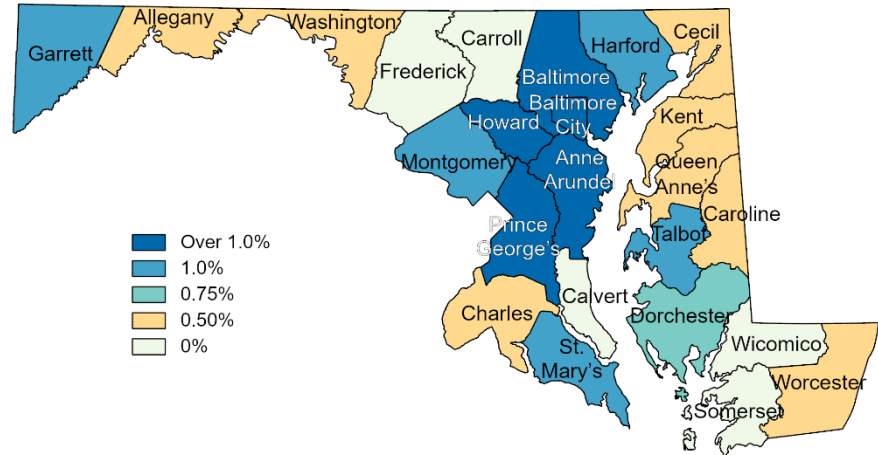 Garrett
Allegany
Washington
Frederick
Carroll
Baltimore
Baltimore
City
Harford
Cecil
Howard
Montgomery
Anne
Arundel
Kent
Queen
Anne's
Caroline
Talbot
Prince
George's
Charles
Calvert
St.
Mary's
Dorchester
Wicomico
Worcester
Somerset
Over 1.0%
1.0%
0.75%
0.50%
0%